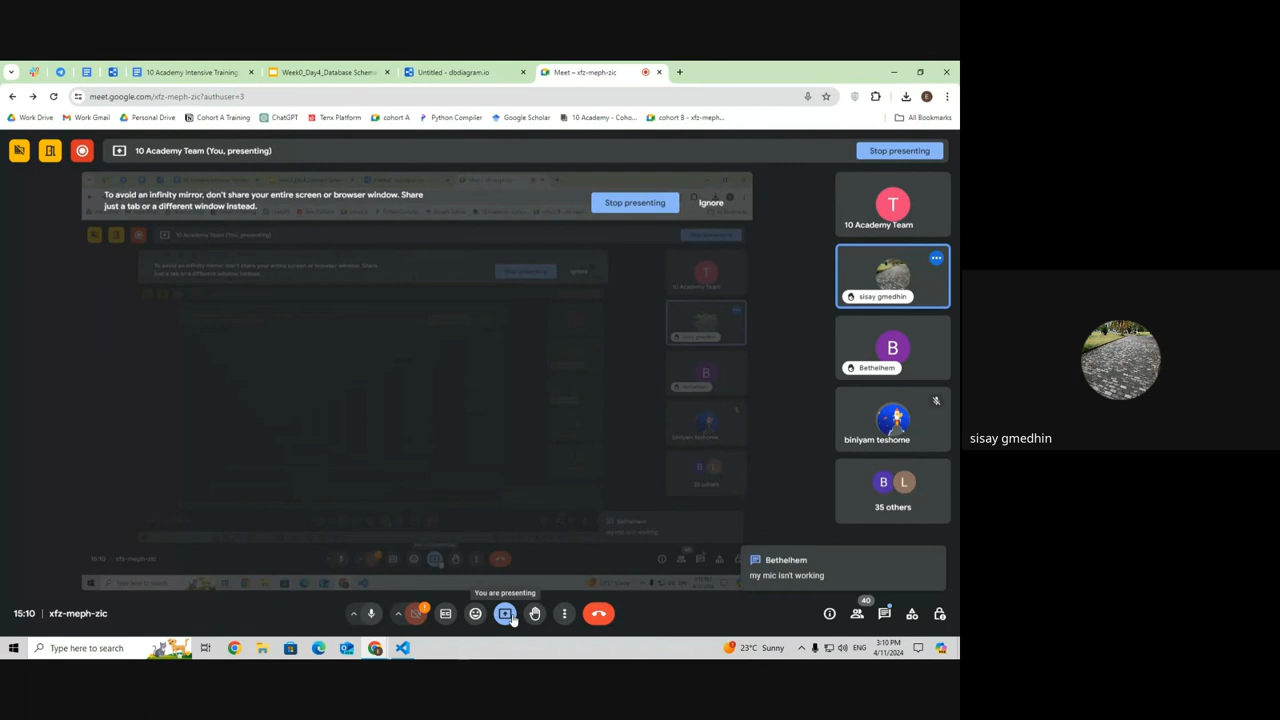 10 Academy Intensive Training
Week0_Day4_Database Schem
Untitled - dbdiagram.io
Meet – xfz-meph-zic
meet.google.com/xfz-meph-zic?authuser=3
Work Drive
Work Gmail
Personal Drive
Cohort A Training
ChatGPT
Tenx Platform
cohort A
Python Compiler
Google Scholar
10 Academy - Coho...
cohort B - xfz-meph...
All Bookmarks
10 Academy Team (You, presenting)
Stop presenting
To avoid an infinity mirror, don't share your entire screen or browser window. Share
just a tab or a different window instead.
Stop presenting
Ignore
T
10 Academy Team
sisay gmedhin
B
Bethelhem
biniyam teshome
B L
35 others
Bethelhem
my mic isn't working
You are presenting
15:10 | xfz-meph-zic
40
Type here to search
23°C Sunny
ENG
3:10 PM
4/11/2024
sisay gmedhin